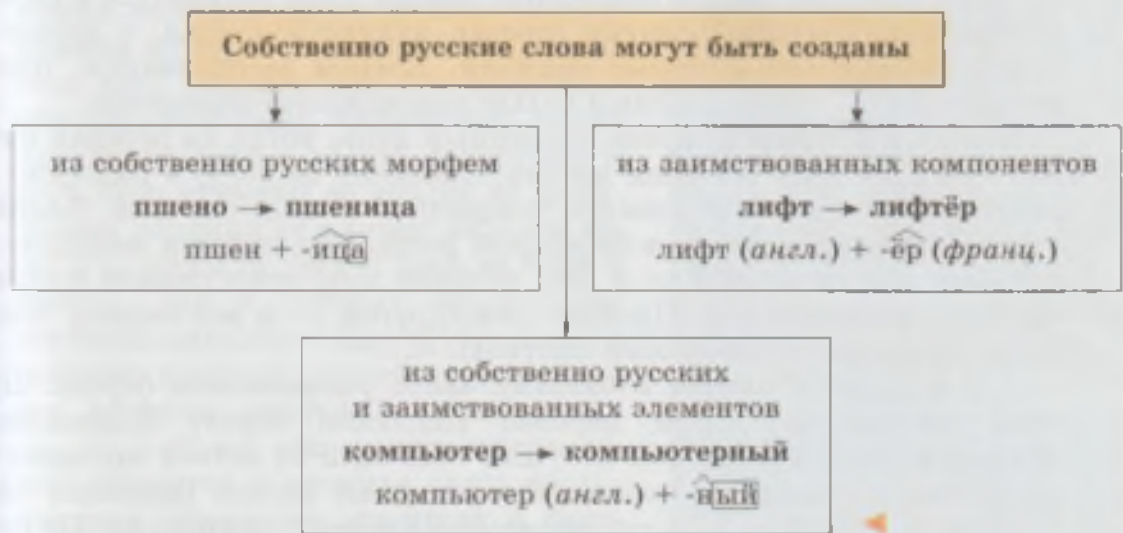 Собственно русские слова могут быть созданы
из собственно русских морфем
пшено → пшеница
пшен + -ица
из заимствованных компонентов
лифт → лифтёр
лифт (англ.) + -ёр (франц.)
из собственно русских
и заимствованных элементов
компьютер → компьютерный
компьютер (англ.) + -ный